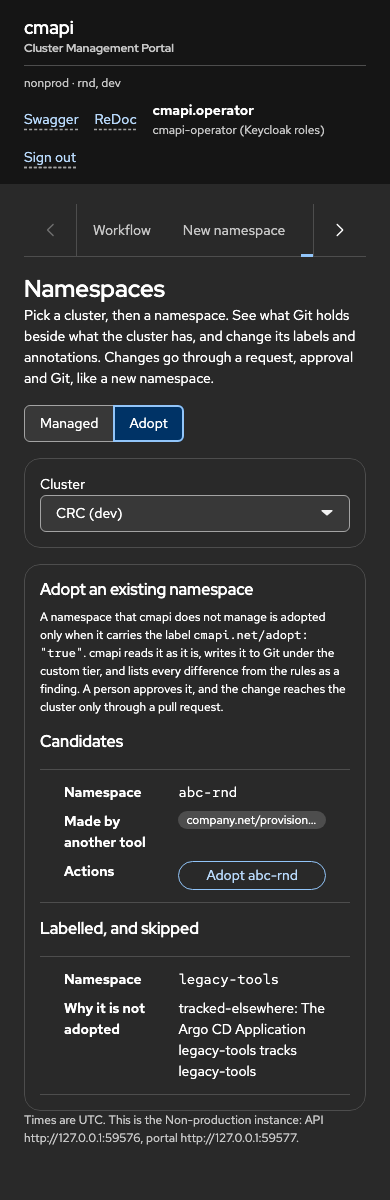 cmapi
Cluster Management Portal
nonprod · rnd, dev
Swagger ReDoc cmapi.operator
cmapi-operator (Keycloak roles)
Sign out
Workflow New namespace
Namespaces
Pick a cluster, then a namespace. See what Git holds
beside what the cluster has, and change its labels and
annotations. Changes go through a request, approval
and Git, like a new namespace.
Managed Adopt
Cluster
CRC (dev)
Adopt an existing namespace
A namespace that cmapi does not manage is adopted
only when it carries the label cmapi.net/adopt:
"true". cmapi reads it as it is, writes it to Git under the
custom tier, and lists every difference from the rules as a
finding. A person approves it, and the change reaches the
cluster only through a pull request.
Candidates
Namespace abc-rnd
Made by company.net/provision...
another tool
Actions Adopt abc-rnd
Labelled, and skipped
Namespace legacy-tools
Why it is not tracked-elsewhere: The
adopted Argo CD Application
legacy-tools tracks
legacy-tools
Times are UTC. This is the Non-production instance: API
http://127.0.0.1:59576, portal http://127.0.0.1:59577.